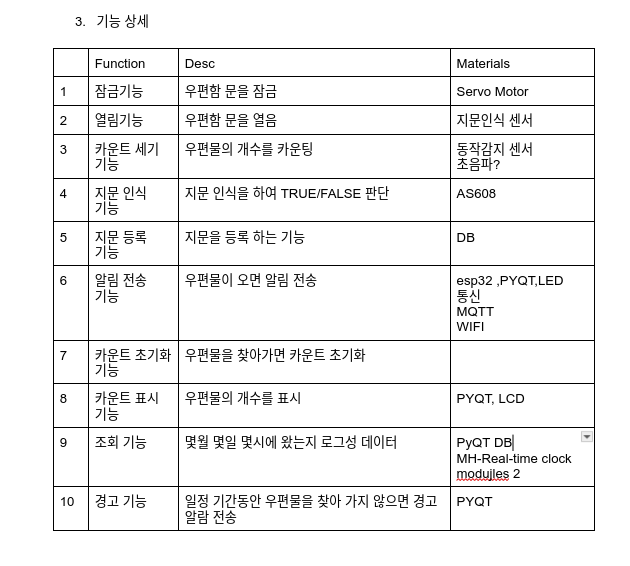 3. 기능 상세
Function Desc Materials
1 잠금기능 우편함 문을 잠금 Servo Motor
2 열림기능 우편함 문을 열음 지문인식 센서
3 카운트 세기 우편물의 개수를 카운팅 동작감지 센서
기능 초음파?
4 지문 인식 지문 인식을 하여 TRUE/FALSE 판단 AS608
기능
5 지문 등록 지문을 등록 하는 기능 DB
기능
6 알림 전송 우편물이 오면 알림 전송 esp32 ,PYQT,LED
기능 통신
MQTT
WIFI
7 카운트 초기화 우편물을 찾아가면 카운트 초기화
기능
8 카운트 표시 우편물의 개수를 표시 PYQT, LCD
기능
9 조회 기능 몇월 몇일 몇시에 왔는지 로그성 데이터 PyQT DB
MH-Real-time clock
modujles 2
10 경고 기능 일정 기간동안 우편물을 찾아 가지 않으면 경고 PYQT
알람 전송